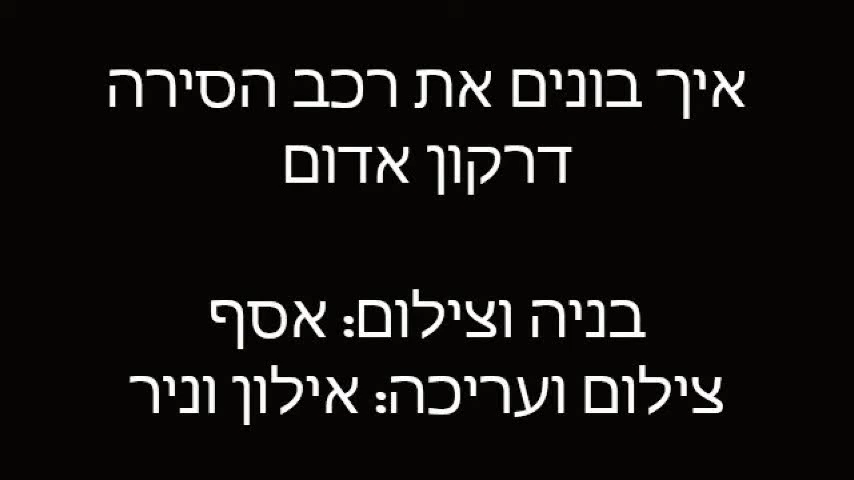 איך בונים את רכב הסירה
דרקון אדום
בניה וצילום: אסף
צילום ועריכה: אילון וניר